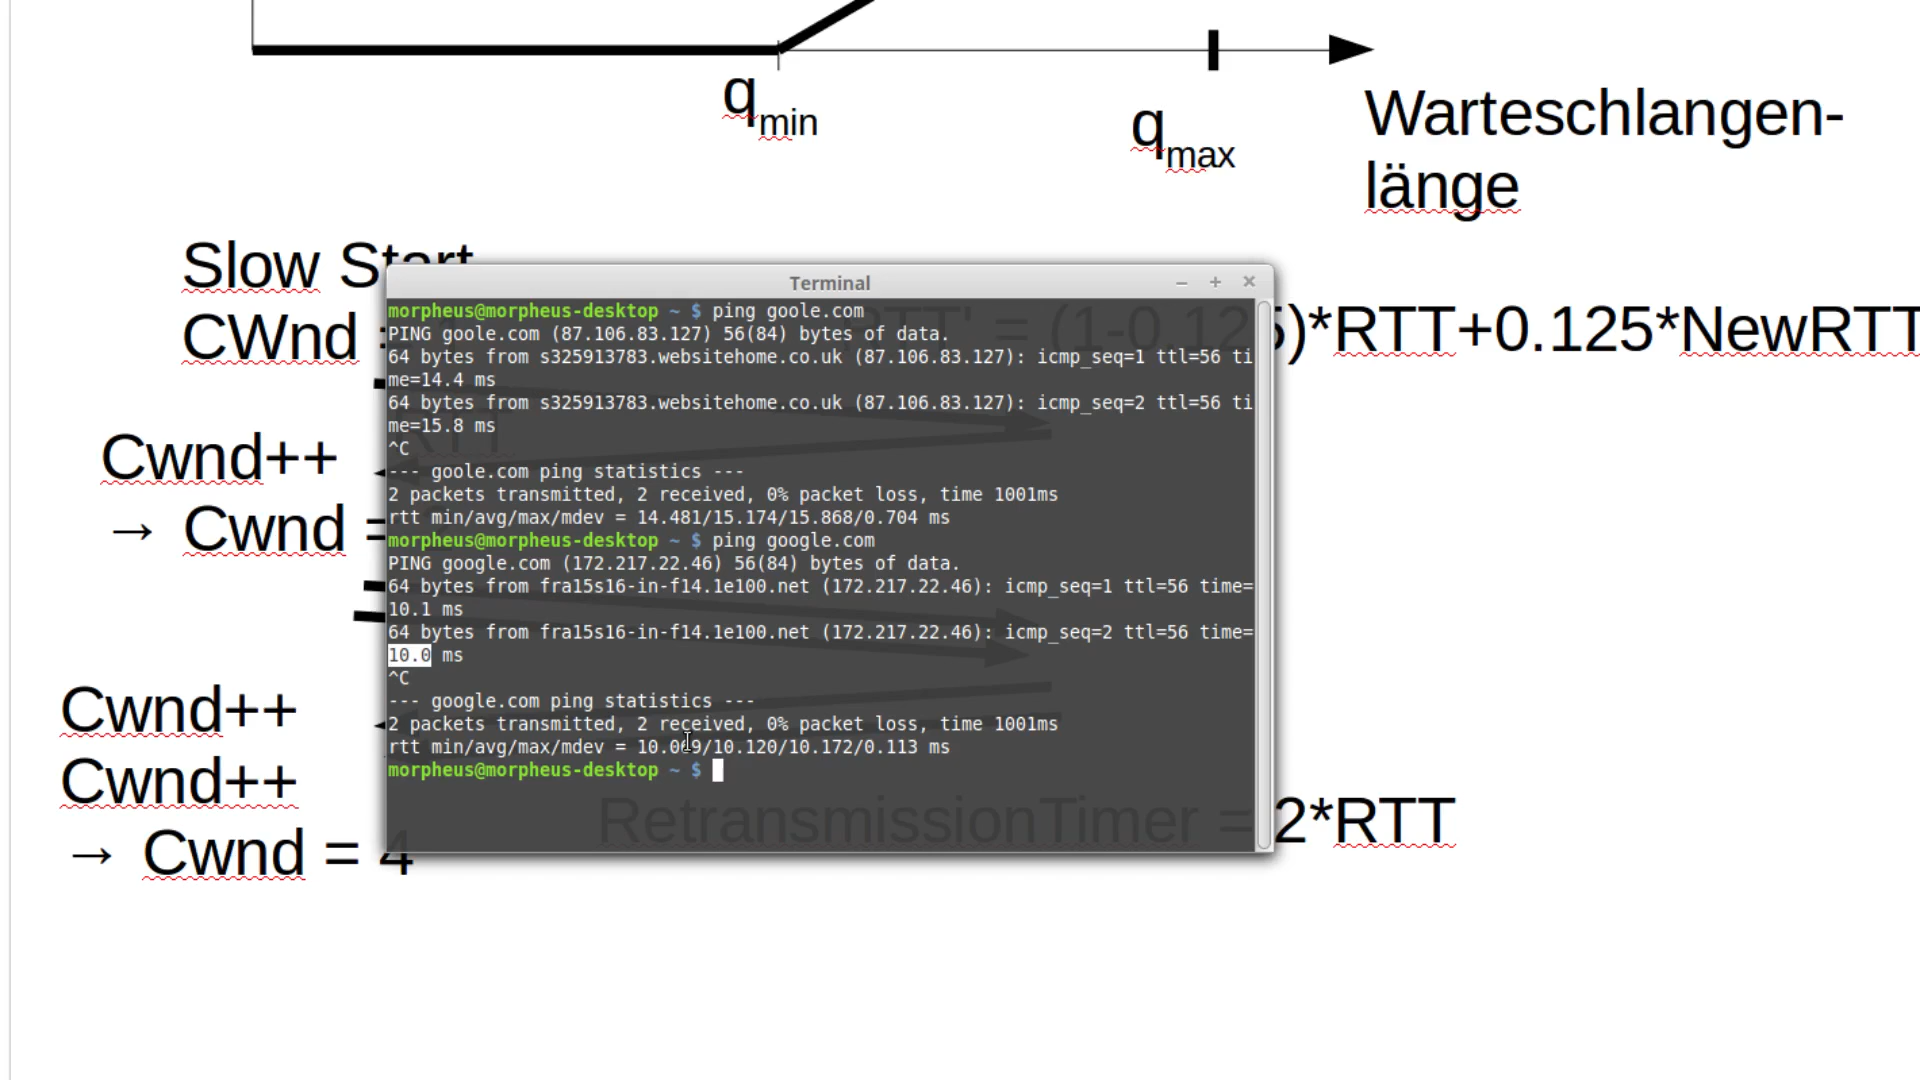 q
min
q
max
Warteschlangen-
länge
Slow Start
CWnd =
RTT' = (1-0.125)*RTT+0.125*NewRTT
Terminal
morpheus@morpheus-desktop ~ $ ping goole.com
PING goole.com (87.106.83.127) 56(84) bytes of data.
64 bytes from s325913783.websitehome.co.uk (87.106.83.127): icmp_seq=1 ttl=56 ti
me=14.4 ms
64 bytes from s325913783.websitehome.co.uk (87.106.83.127): icmp_seq=2 ttl=56 ti
me=15.8 ms
^C
--- goole.com ping statistics ---
2 packets transmitted, 2 received, 0% packet loss, time 1001ms
rtt min/avg/max/mdev = 14.481/15.174/15.868/0.704 ms
morpheus@morpheus-desktop ~ $ ping google.com
PING google.com (172.217.22.46) 56(84) bytes of data.
64 bytes from fra15s16-in-f14.1e100.net (172.217.22.46): icmp_seq=1 ttl=56 time=
10.1 ms
64 bytes from fra15s16-in-f14.1e100.net (172.217.22.46): icmp_seq=2 ttl=56 time=
10.0 ms
^C
--- google.com ping statistics ---
2 packets transmitted, 2 received, 0% packet loss, time 1001ms
rtt min/avg/max/mdev = 10.069/10.120/10.172/0.113 ms
morpheus@morpheus-desktop ~ $
RTT
Cwnd++
→ Cwnd =
Cwnd++
Cwnd++
→ Cwnd = 4
RetransmissionTimer = 2*RTT